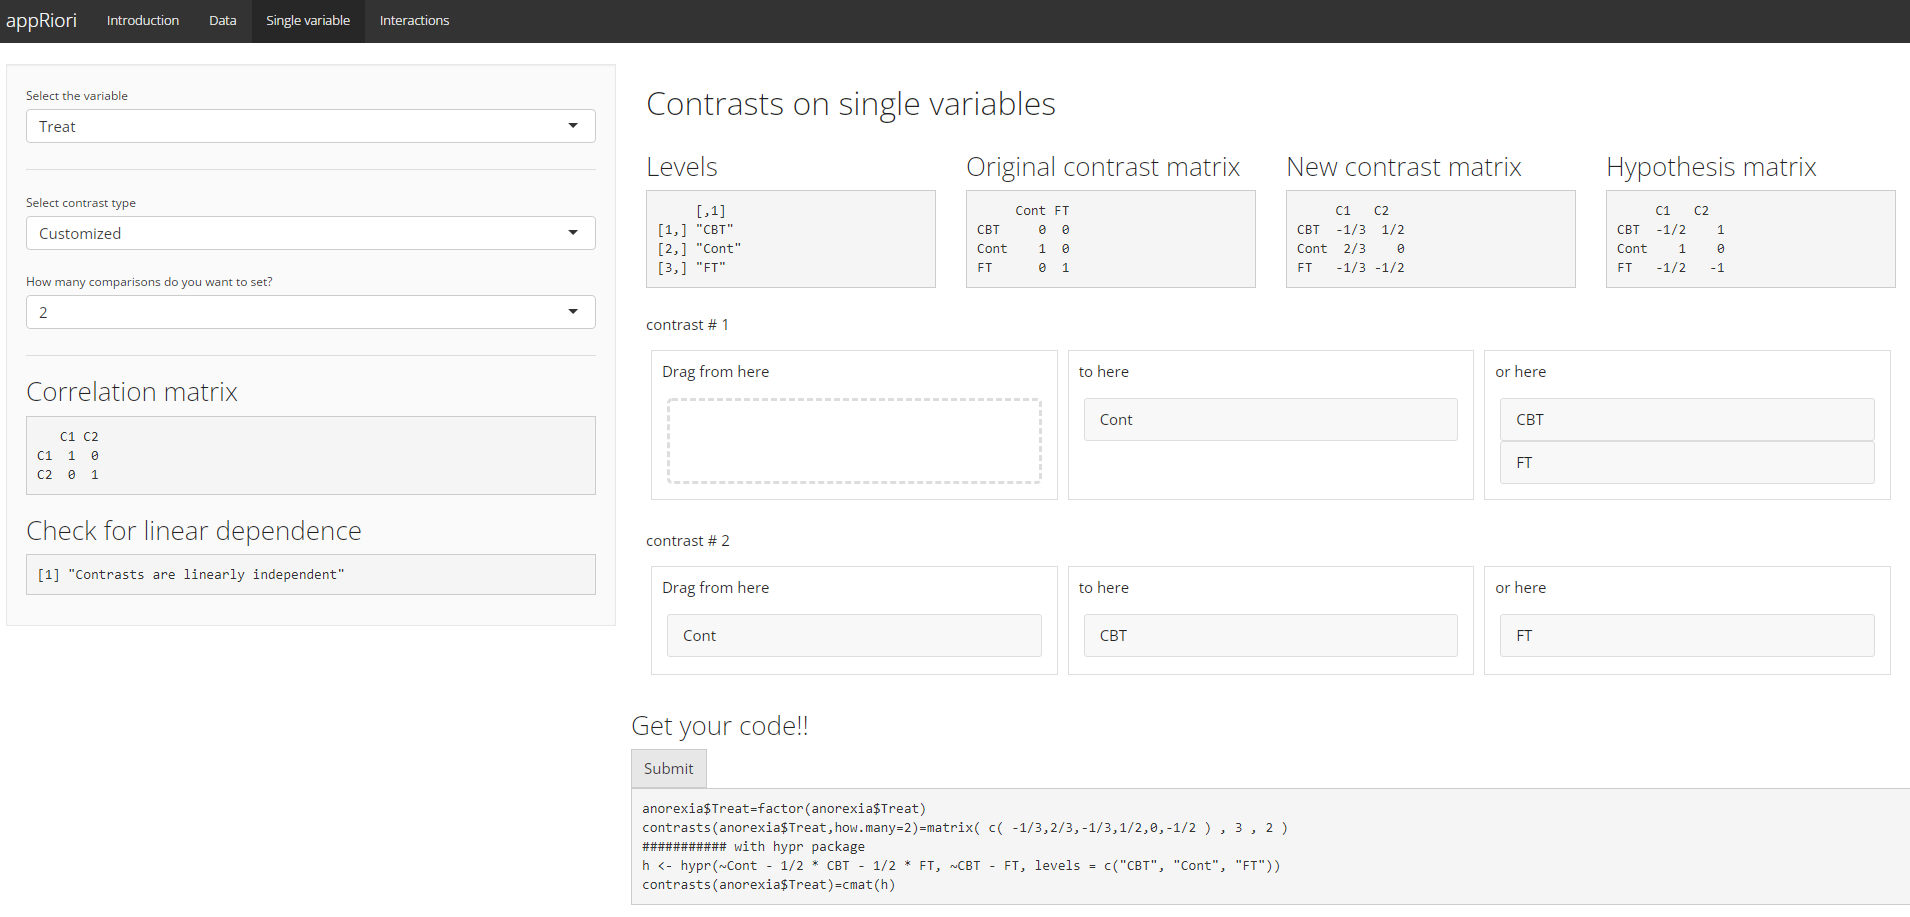 appRiori Introduction Data Single variable Interactions
Select the variable
Treat
Select contrast type
Customized
How many comparisons do you want to set?
2
Correlation matrix
   C1 C2
C1  1  0
C2  0  1
Check for linear dependence
[1] "Contrasts are linearly independent"
Contrasts on single variables
Levels
     [,1]
[1,] "CBT"
[2,] "Cont"
[3,] "FT"
Original contrast matrix
     Cont FT
CBT     0  0
Cont    1  0
FT      0  1
New contrast matrix
     C1   C2
CBT  -1/3  1/2
Cont  2/3    0
FT   -1/3 -1/2
Hypothesis matrix
     C1   C2
CBT  -1/2    1
Cont    1    0
FT   -1/2   -1
contrast # 1
Drag from here
to here
Cont
or here
CBT
FT
contrast # 2
Drag from here
Cont
to here
CBT
or here
FT
Get your code!!
Submit
anorexia$Treat=factor(anorexia$Treat)
contrasts(anorexia$Treat,how.many=2)=matrix( c( -1/3,2/3,-1/3,1/2,0,-1/2 ) , 3 , 2 )
########### with hypr package
h <- hypr(~Cont - 1/2 * CBT - 1/2 * FT, ~CBT - FT, levels = c("CBT", "Cont", "FT"))
contrasts(anorexia$Treat)=cmat(h)